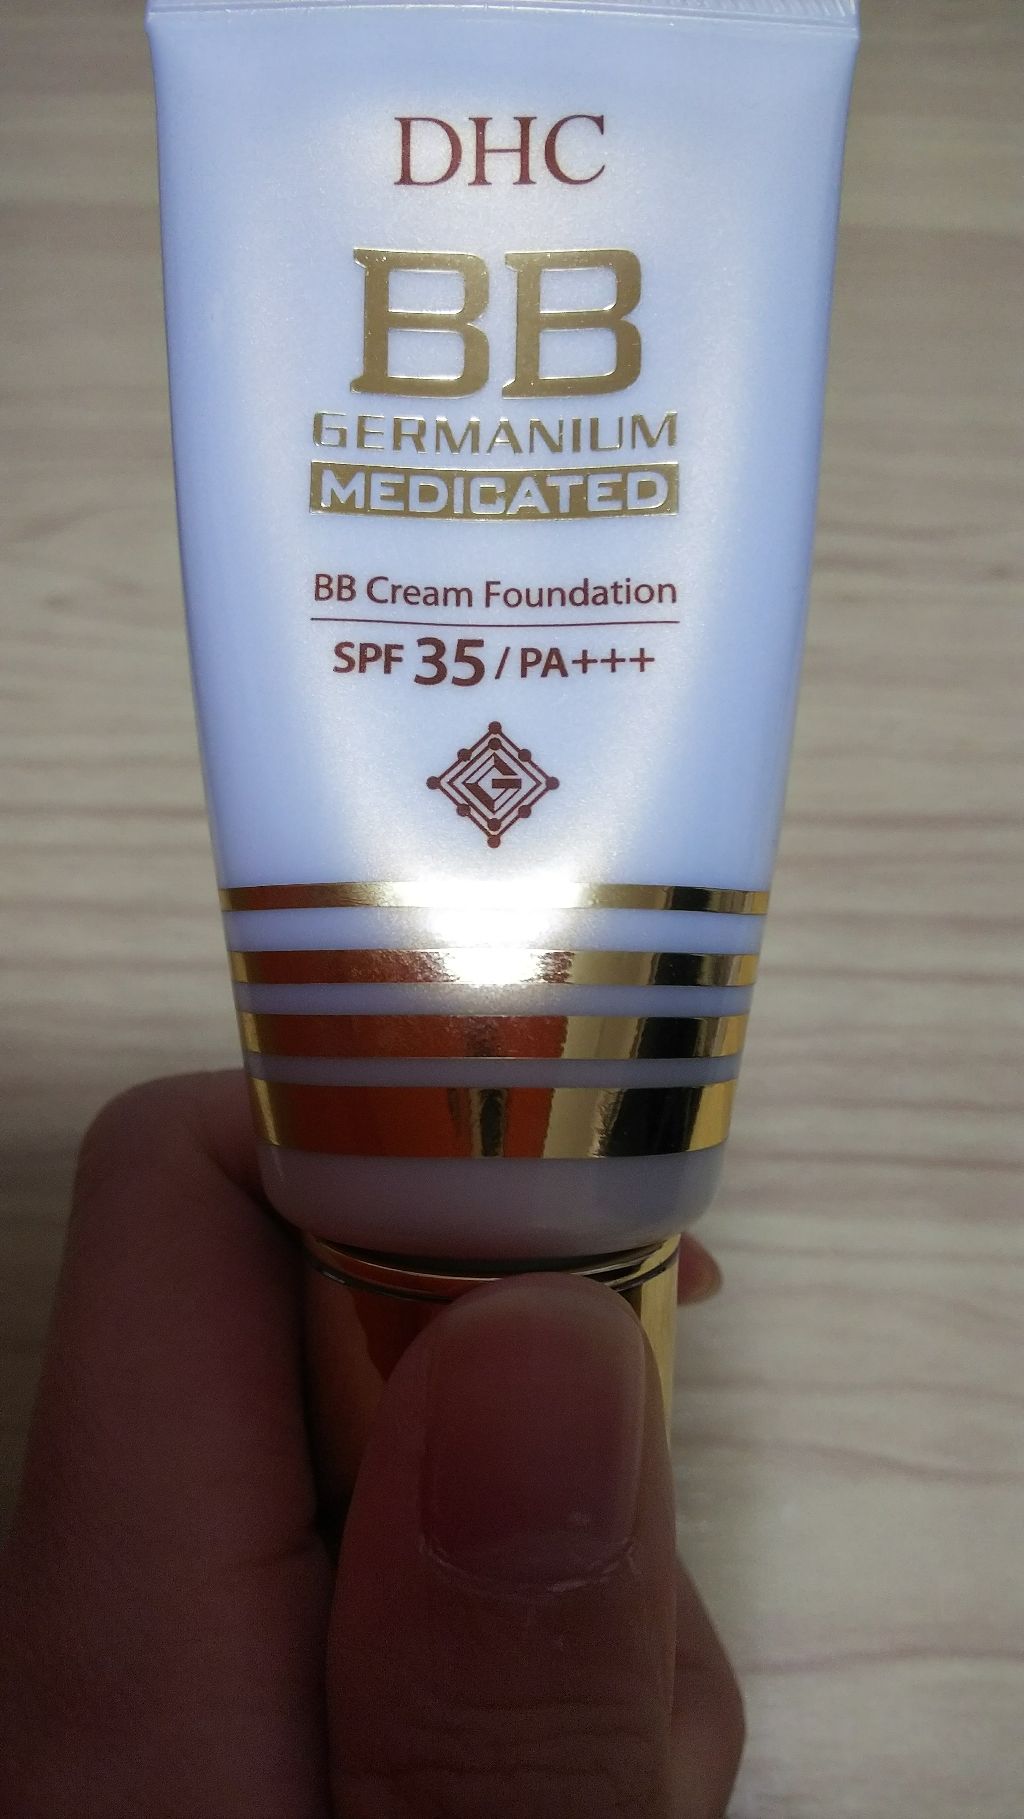 DHC
BB
GERMANIUM
MEDICATED
BB Cream Foundation
SPF 35 / PA+++
G